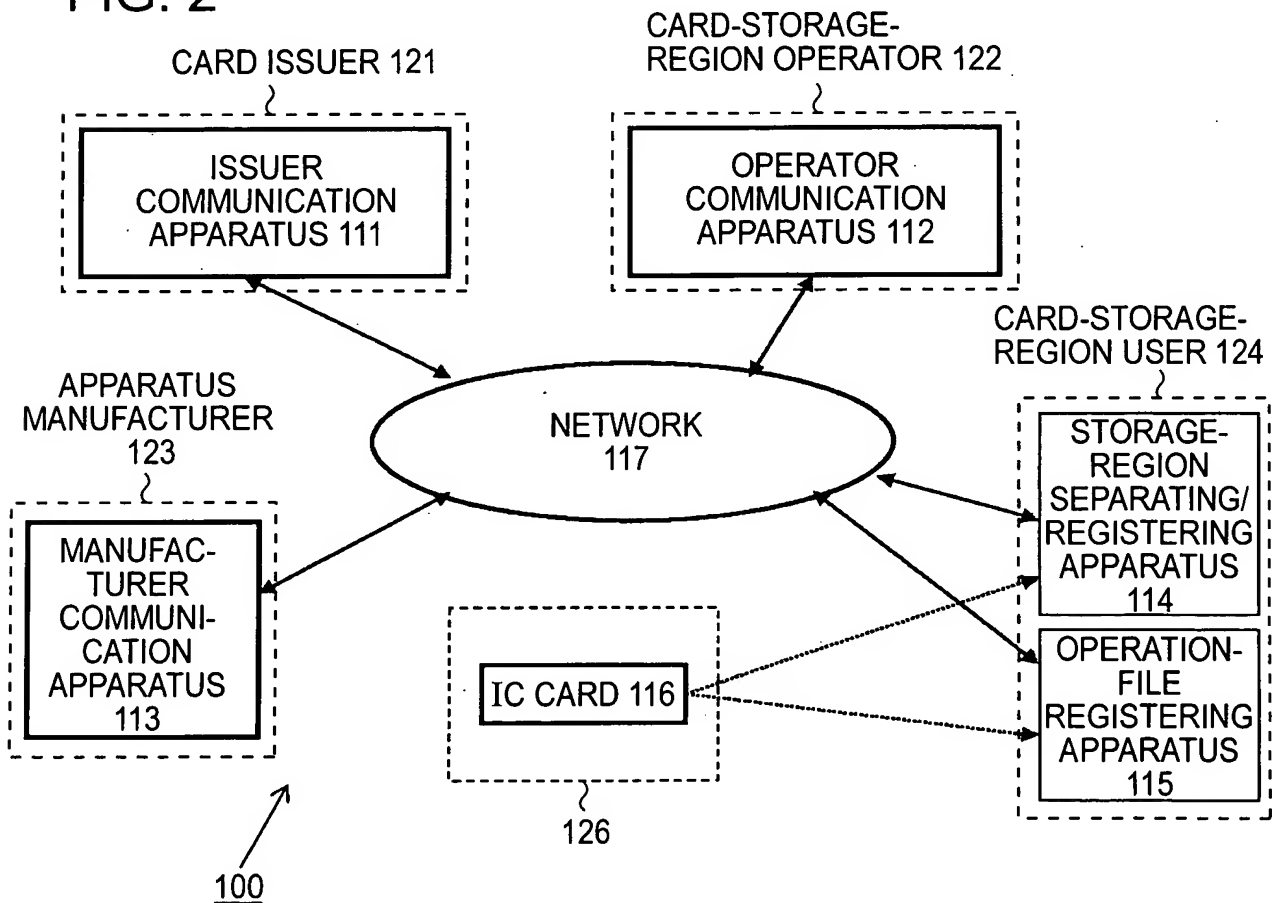 FIG. 2
CARD ISSUER 121
ISSUER
COMMUNICATION
APPARATUS 111
CARD-STORAGE-
REGION OPERATOR 122
OPERATOR
COMMUNICATION
APPARATUS 112
CARD-STORAGE-
REGION USER 124
APPARATUS
MANUFACTURER
123
NETWORK
117
STORAGE-
REGION
SEPARATING/
REGISTERING
APPARATUS
114
MANUFAC-
TURER
COMMUNI-
CATION
APPARATUS
113
IC CARD 116
OPERATION-
FILE
REGISTERING
APPARATUS
115
126
100